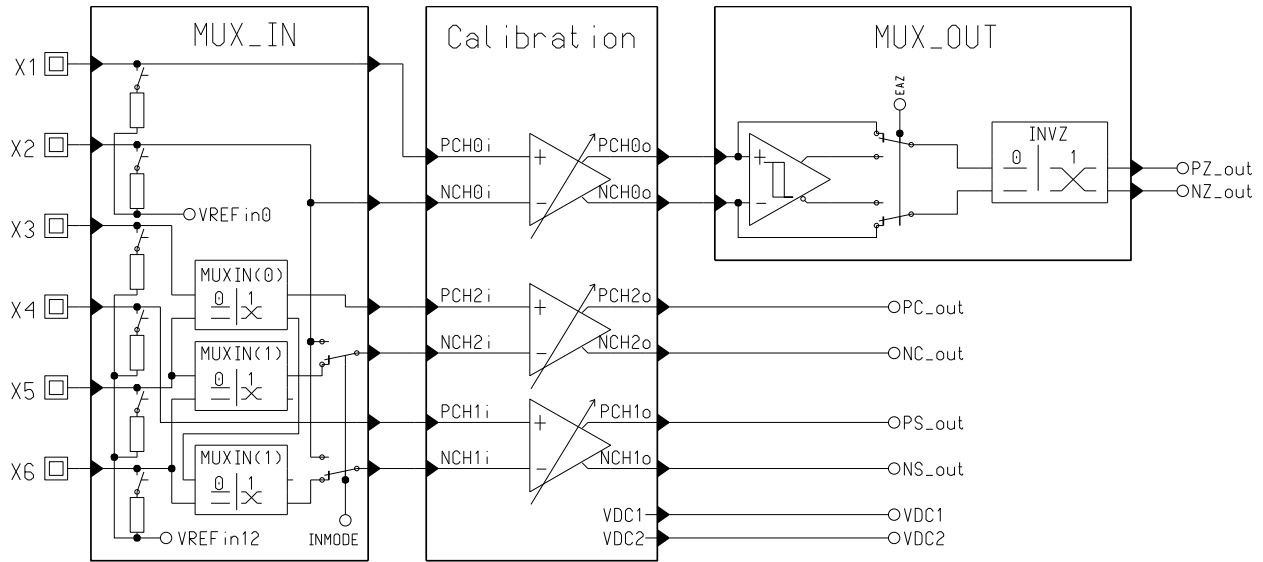 MUX_IN
Calibration
MUX_OUT
X1
EAZ
X2
PCH0i
+
PCH0o
+
INVZ
0 1
PZ_out
NCH0i
−
NCH0o
−
NZ_out
VREFin0
X3
MUXIN(0)
0 1
PCH2i
+
PCH2o
X4
PC_out
MUXIN(1)
0 1
NCH2i
−
NCH2o
NC_out
X5
PCH1i
+
PCH1o
PS_out
MUXIN(1)
0 1
NCH1i
−
NCH1o
X6
NS_out
VDC1
VDC1
VREFin12
INMODE
VDC2
VDC2